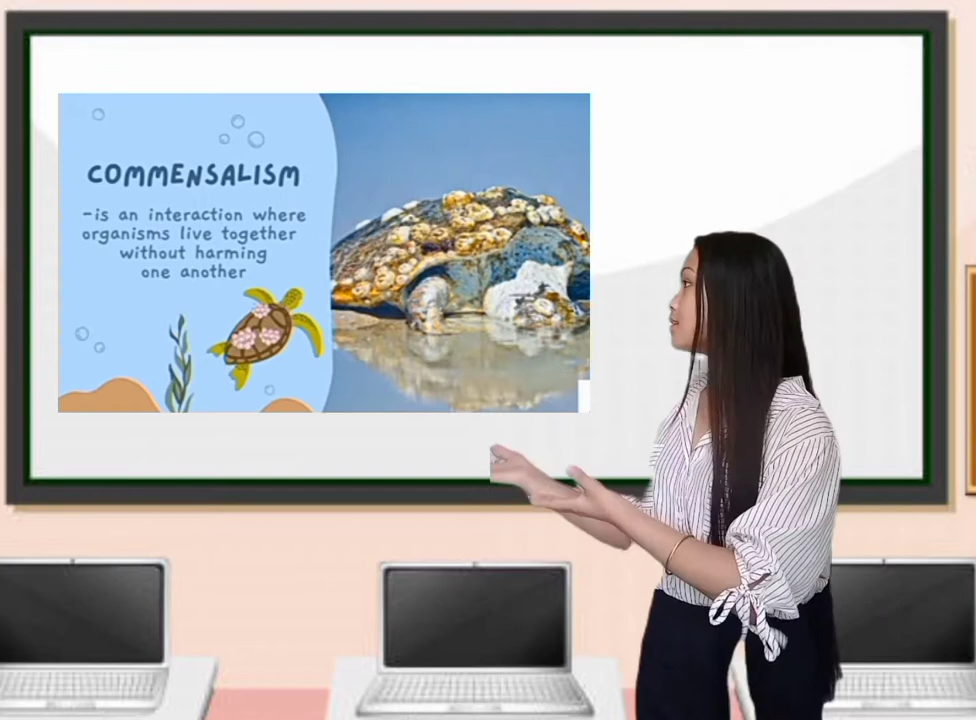 COMMENSALISM
-is an interaction where
organisms live together
without harming
one another